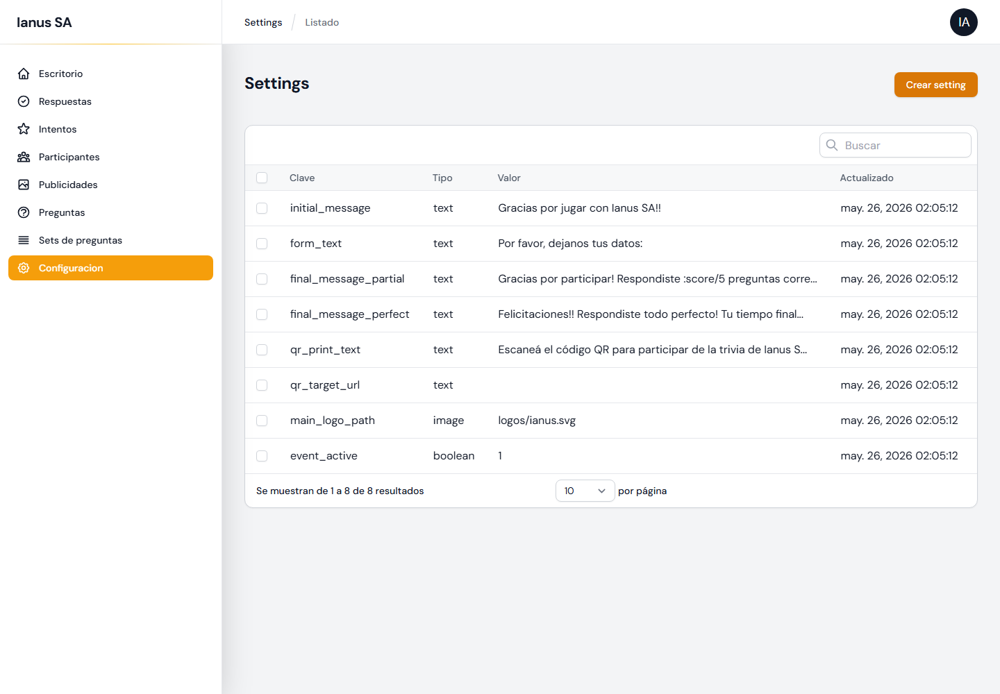 Ianus SA
Settings / Listado
IA
Escritorio
Respuestas
Intentos
Participantes
Publicidades
Preguntas
Sets de preguntas
Configuracion
Settings
Crear setting
Buscar
Clave Tipo Valor Actualizado
initial_message text Gracias por jugar con Ianus SA!! may. 26, 2026 02:05:12
form_text text Por favor, dejanos tus datos: may. 26, 2026 02:05:12
final_message_partial text Gracias por participar! Respondiste :score/5 preguntas corre... may. 26, 2026 02:05:12
final_message_perfect text Felicitaciones!! Respondiste todo perfecto! Tu tiempo final... may. 26, 2026 02:05:12
qr_print_text text Escaneá el código QR para participar de la trivia de Ianus S... may. 26, 2026 02:05:12
qr_target_url text may. 26, 2026 02:05:12
main_logo_path image logos/ianus.svg may. 26, 2026 02:05:12
event_active boolean 1 may. 26, 2026 02:05:12
Se muestran de 1 a 8 de 8 resultados 10 por página